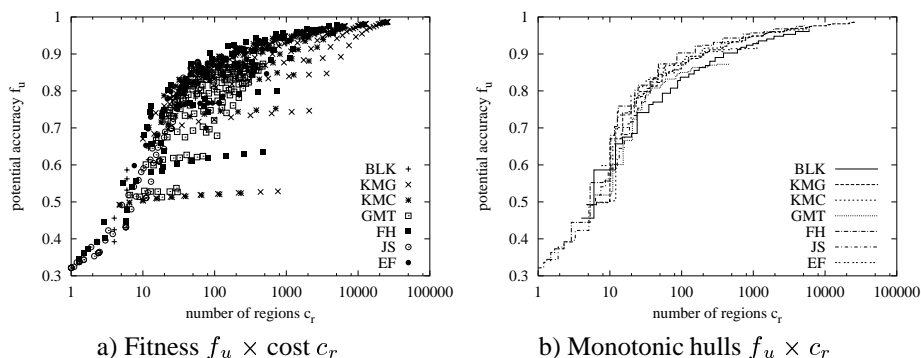 potential accuracy f_u
1
0.9
0.8
0.7
0.6
0.5
0.4
0.3
BLK
KMG
KMC
GMT
FH
JS
EF
1 10 100 1000 10000 100000
number of regions c_r
a) Fitness f_u × cost c_r
potential accuracy f_u
1
0.9
0.8
0.7
0.6
0.5
0.4
0.3
BLK
KMG
KMC
GMT
FH
JS
EF
1 10 100 1000 10000 100000
number of regions c_r
b) Monotonic hulls f_u × c_r